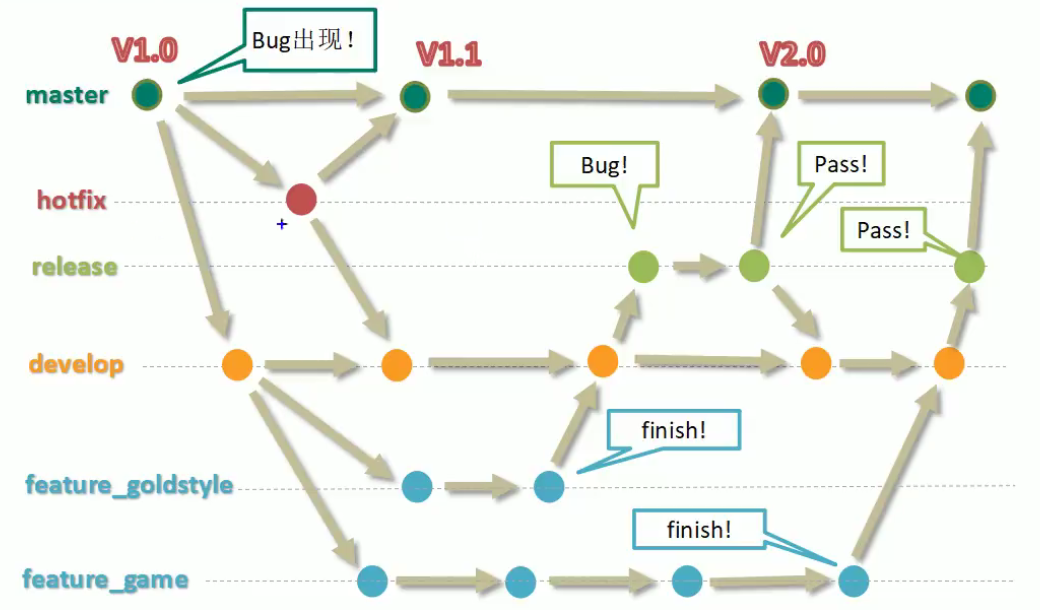 Bug出现！
V1.0
V1.1
V2.0
master
Bug!
Pass!
hotfix
Pass!
release
develop
finish!
feature_goldstyle
finish!
feature_game